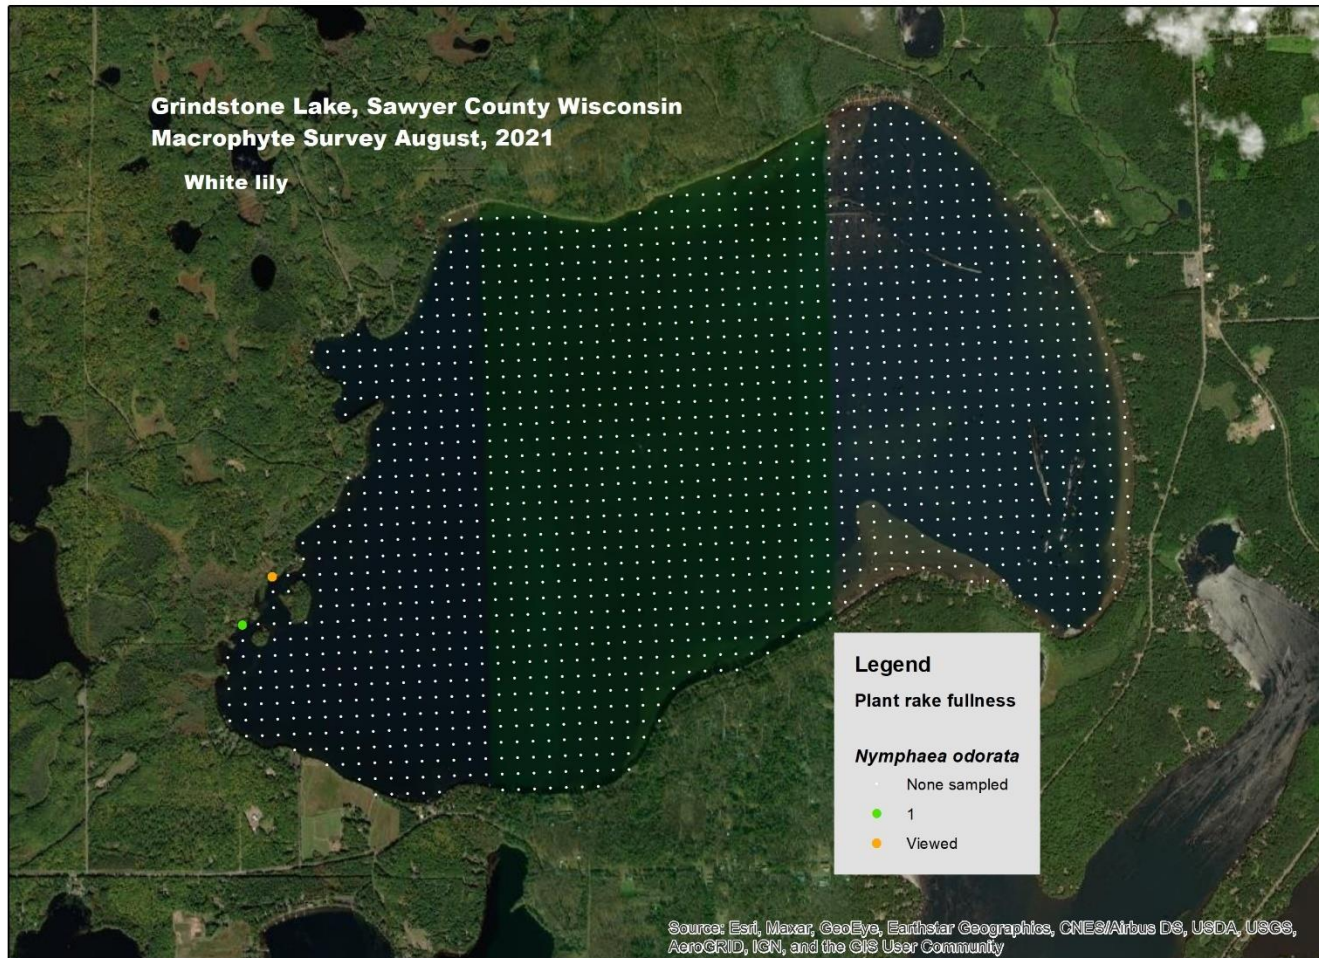 Grindstone Lake, Sawyer County Wisconsin
Macrophyte Survey August, 2021
White lily
Legend
Plant rake fullness
Nymphaea odorata
None sampled
1
Viewed
Source: Esri, Maxar, GeoEye, Earthstar Geographics, CNES/Airbus DS, USDA, USGS,
AeroGRID, IGN, and the GIS User Community